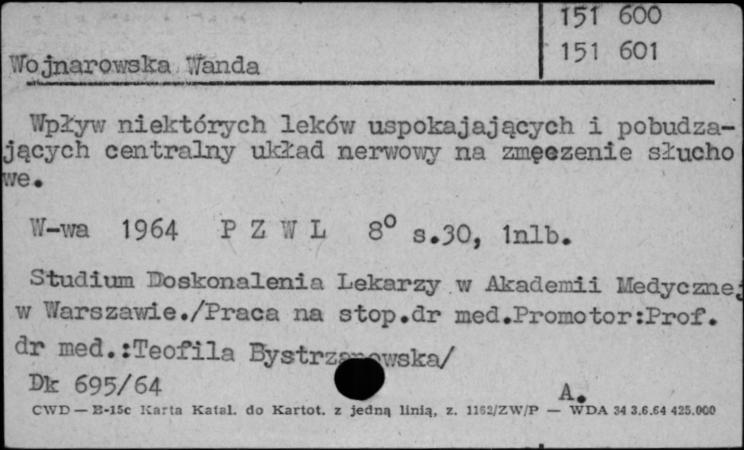 151 600
151 601
Wojnarowska Wanda
Wpływ niektórych leków uspokajających i pobudza-
jących centralny układ nerwowy na zmęczenie słucho
we.
W-wa 1964 P Z W L 8° s.30, 1nlb.
Studium Doskonalenia Lekarzy w Akademii Medycznej
w Warszawie./Praca na stop.dr med.Promotor:Prof.
dr med.:Teofila Bystrzanowska/
Dk 695/64 A.
CWD — B-15c Karta Katal. do Kartot. z jedną linią, z. 1162/ZW/P — WDA 34 3.6.64 425.000